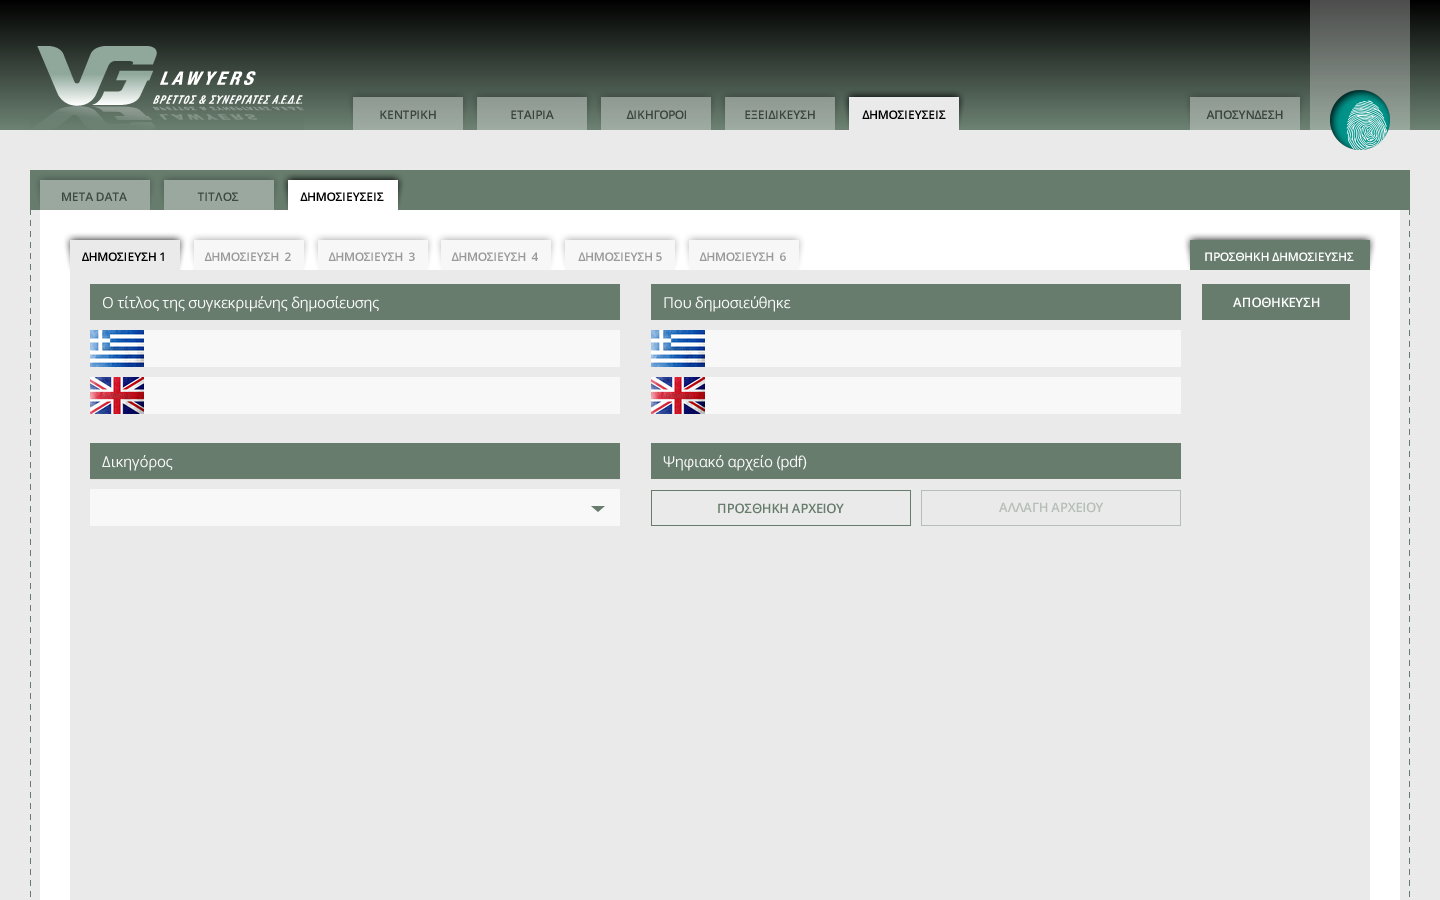 VG LAWYERS
ΒΡΕΤΤΟΣ & ΣΥΝΕΡΓΑΤΕΣ Α.Ε.Δ.Ε.
ΚΕΝΤΡΙΚΗ ΕΤΑΙΡΙΑ ΔΙΚΗΓΟΡΟΙ ΕΞΕΙΔΙΚΕΥΣΗ ΔΗΜΟΣΙΕΥΣΕΙΣ ΑΠΟΣΥΝΔΕΣΗ
META DATA ΤΙΤΛΟΣ ΔΗΜΟΣΙΕΥΣΕΙΣ
ΔΗΜΟΣΙΕΥΣΗ 1 ΔΗΜΟΣΙΕΥΣΗ 2 ΔΗΜΟΣΙΕΥΣΗ 3 ΔΗΜΟΣΙΕΥΣΗ 4 ΔΗΜΟΣΙΕΥΣΗ 5 ΔΗΜΟΣΙΕΥΣΗ 6 ΠΡΟΣΘΗΚΗ ΔΗΜΟΣΙΕΥΣΗΣ
Ο τίτλος της συγκεκριμένης δημοσίευσης Που δημοσιεύθηκε ΑΠΟΘΗΚΕΥΣΗ
Δικηγόρος Ψηφιακό αρχείο (pdf)
ΠΡΟΣΘΗΚΗ ΑΡΧΕΙΟΥ ΑΛΛΑΓΗ ΑΡΧΕΙΟΥ